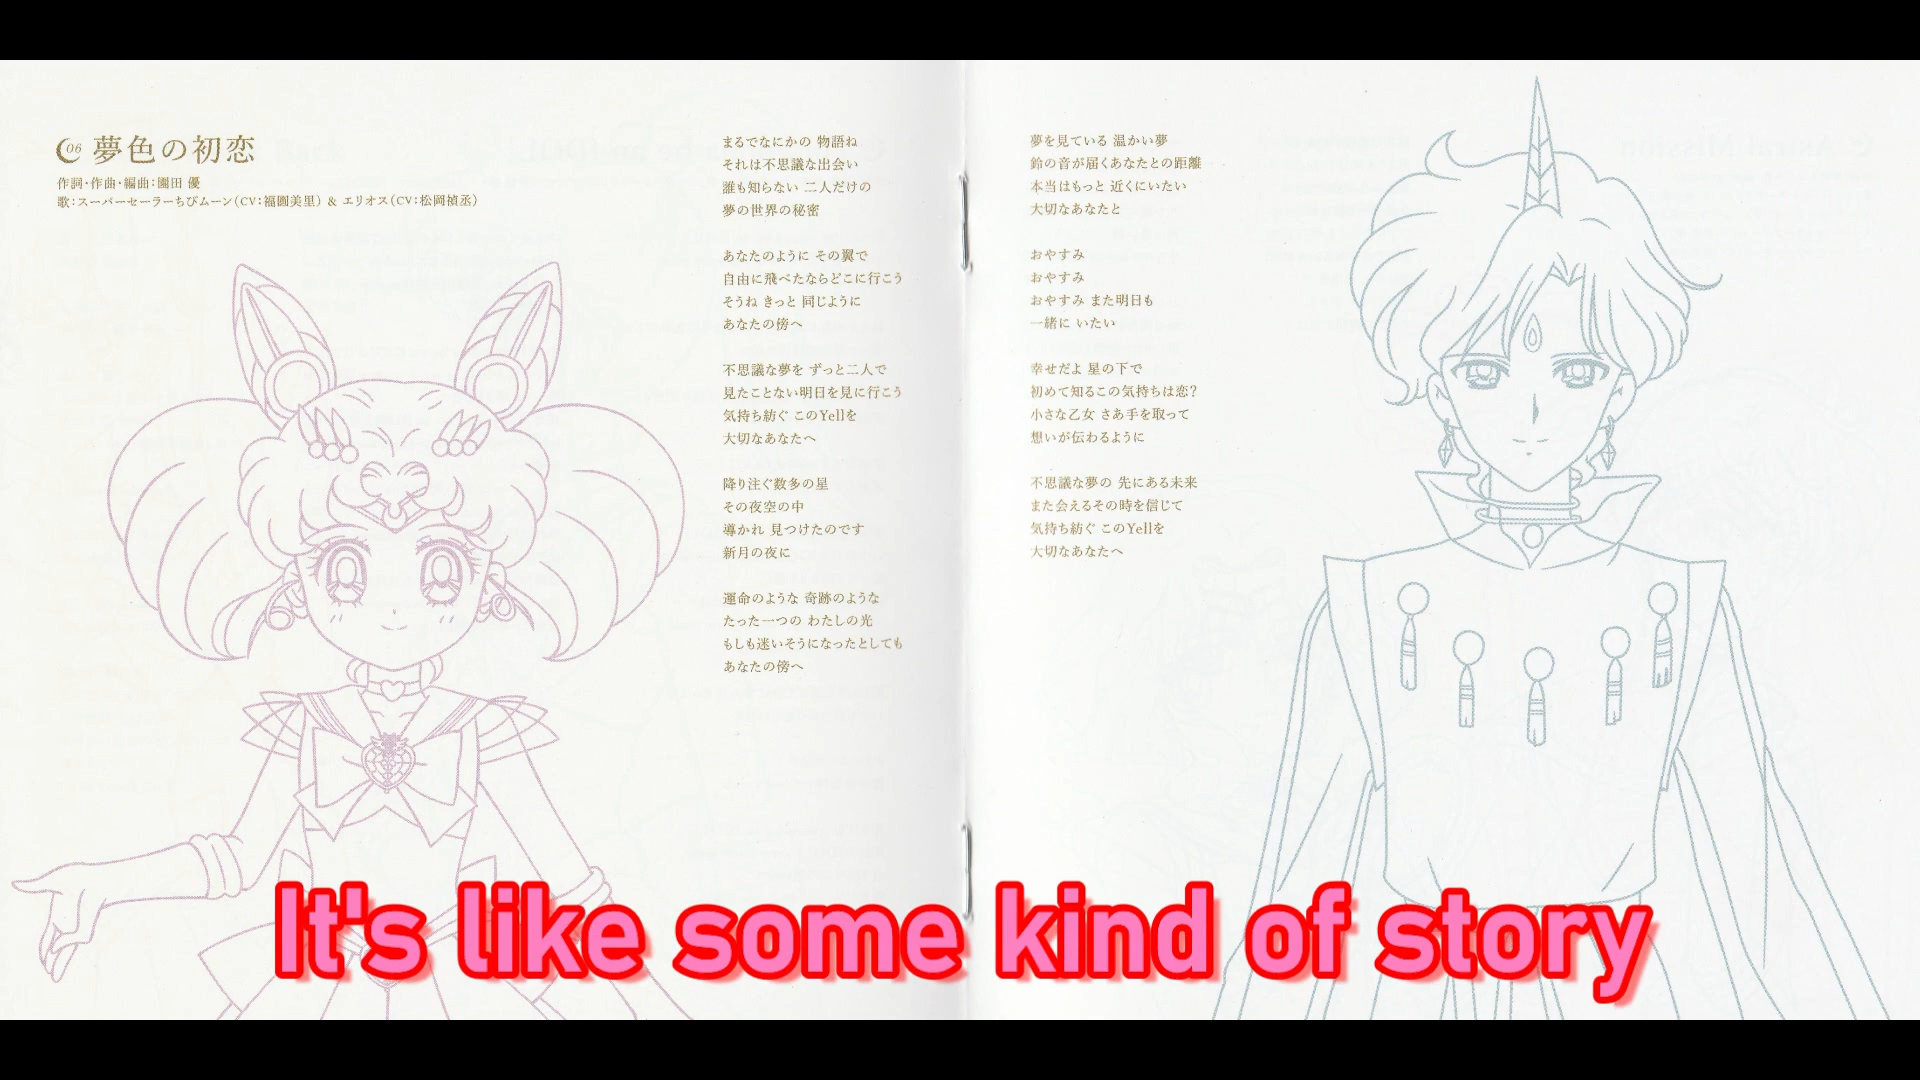 06 夢色の初恋
作詞・作曲・編曲：園田 優
歌：スーパーセーラーちびムーン（CV：福圓美里）＆ エリオス（CV：松岡禎丞）
まるでなにかの 物語ね
それは不思議な出会い
誰も知らない 二人だけの
夢の世界の秘密
あなたのように その翼で
自由に飛べたならどこに行こう
そうね きっと 同じように
あなたの傍へ
不思議な夢を ずっと二人で
見たことない明日を見に行こう
気持ち紡ぐ このYellを
大切なあなたへ
降り注ぐ数多の星
その夜空の中
導かれ 見つけたのです
新月の夜に
運命のような 奇跡のような
たった一つの わたしの光
もしも迷いそうになったとしても
あなたの傍へ
夢を見ている 温かい夢
鈴の音が届くあなたとの距離
本当はもっと 近くにいたい
大切なあなたと
おやすみ
おやすみ
おやすみ また明日も
一緒に いたい
幸せだよ 星の下で
初めて知るこの気持ちは恋？
小さな乙女 さあ手を取って
想いが伝わるように
不思議な夢の 先にある未来
また会えるその時を信じて
気持ち紡ぐ このYellを
大切なあなたへ
It's like some kind of story